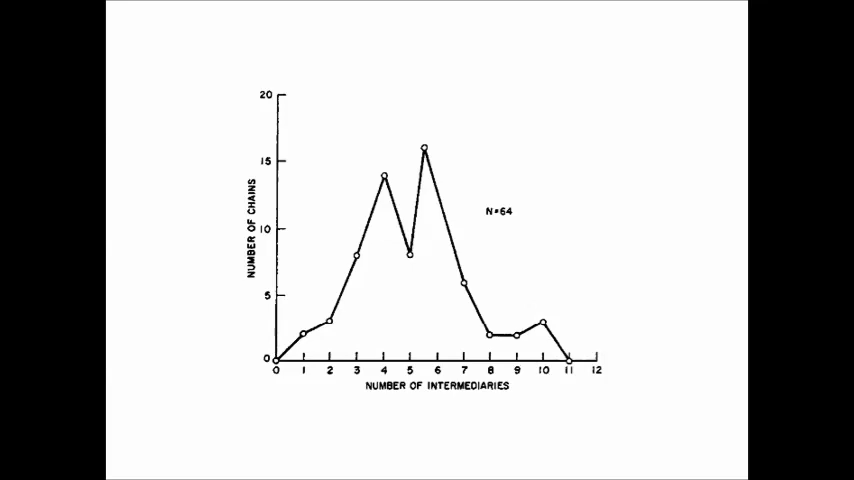 20
15
NUMBER OF CHAINS
10
N=64
5
0
0 1 2 3 4 5 6 7 8 9 10 11 12
NUMBER OF INTERMEDIARIES